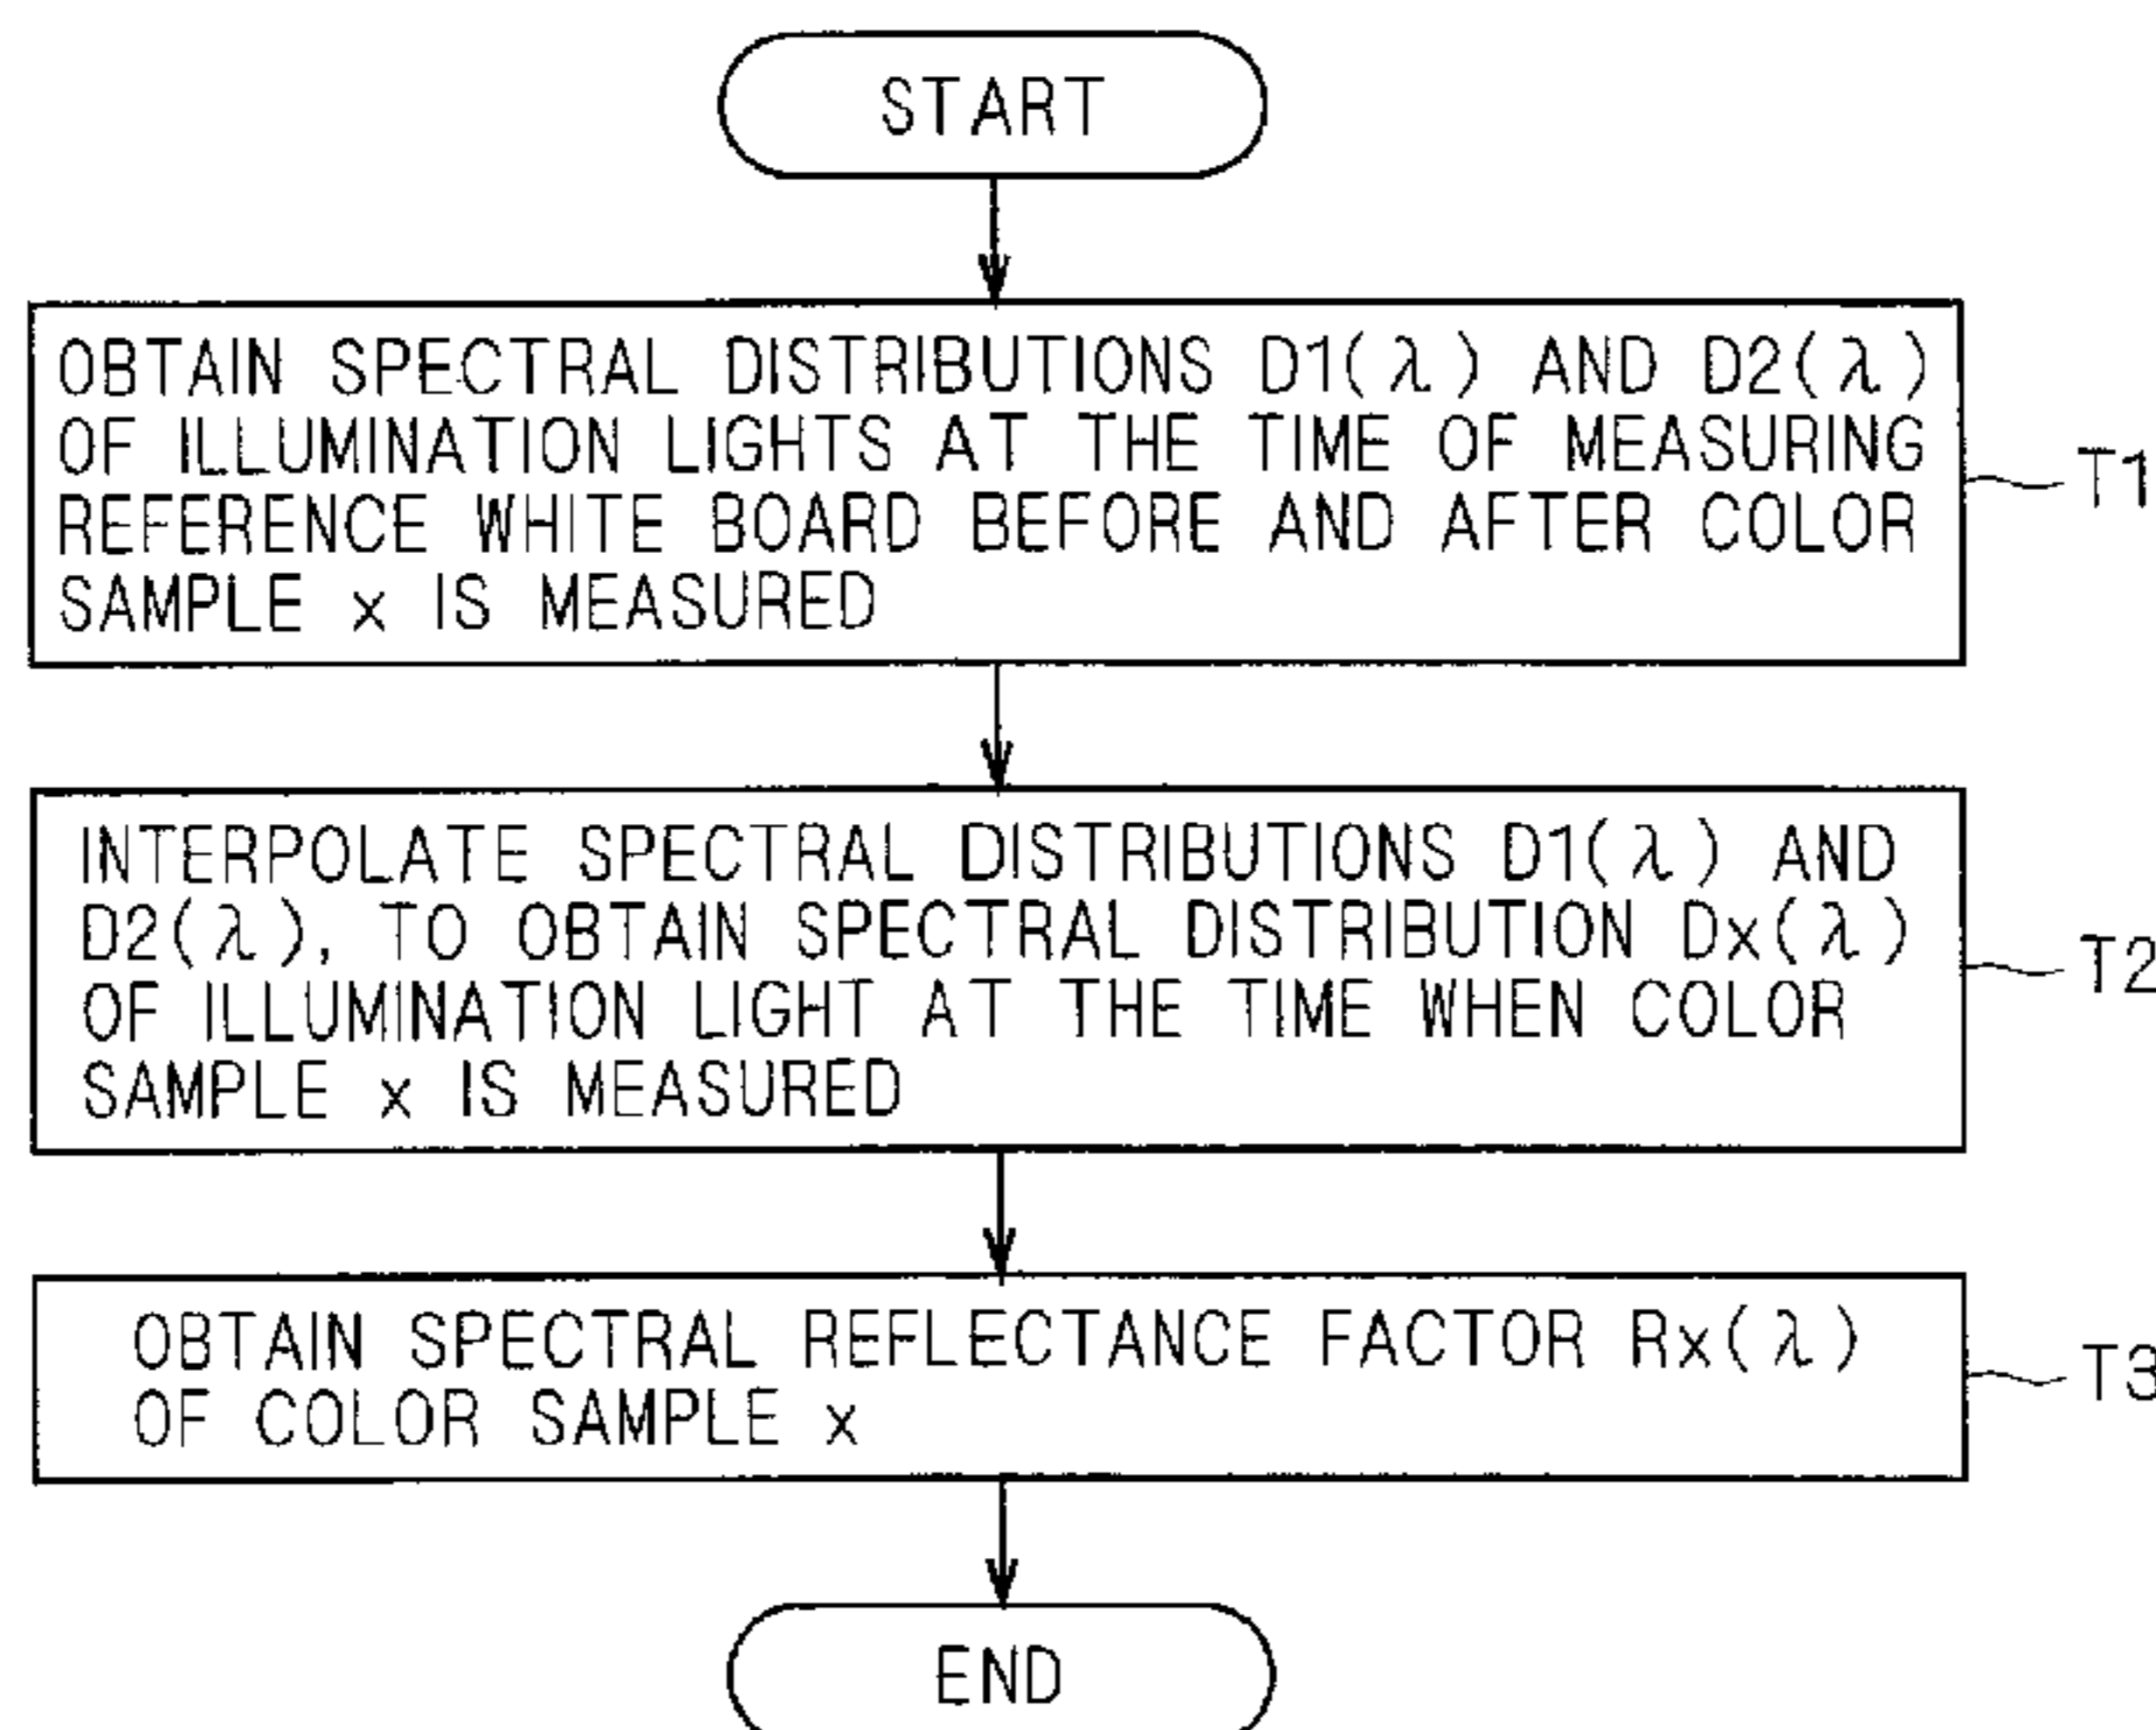 START
OBTAIN SPECTRAL DISTRIBUTIONS D1(λ) AND D2(λ)
OF ILLUMINATION LIGHTS AT THE TIME OF MEASURING
REFERENCE WHITE BOARD BEFORE AND AFTER COLOR
SAMPLE x IS MEASURED
T1
INTERPOLATE SPECTRAL DISTRIBUTIONS D1(λ) AND
D2(λ), TO OBTAIN SPECTRAL DISTRIBUTION Dx(λ)
OF ILLUMINATION LIGHT AT THE TIME WHEN COLOR
SAMPLE x IS MEASURED
T2
OBTAIN SPECTRAL REFLECTANCE FACTOR Rx(λ)
OF COLOR SAMPLE x
T3
END